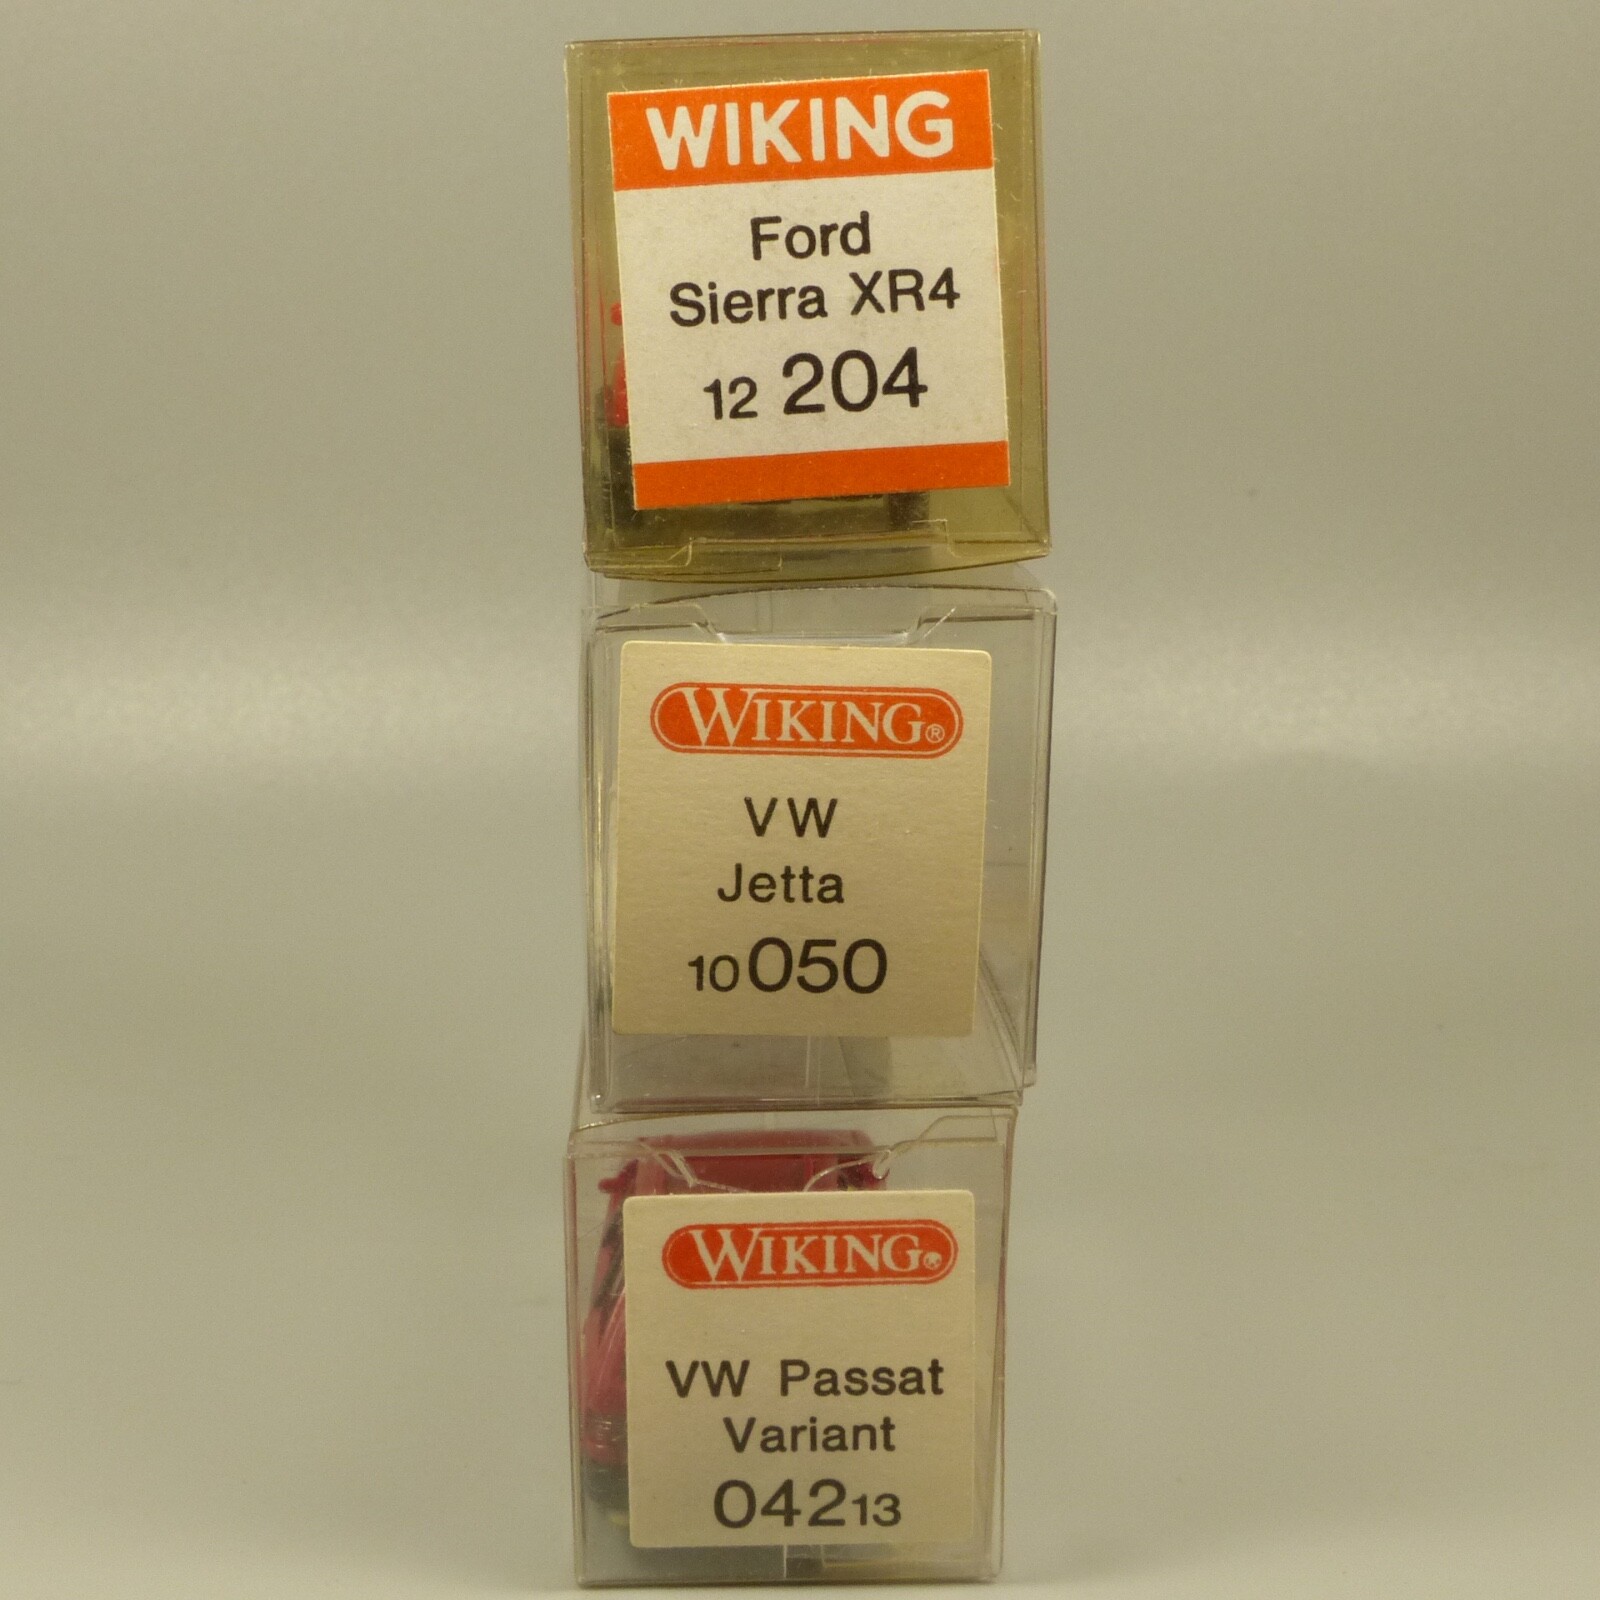 WIKING
Ford
Sierra XR4
12 204
WIKING®
VW
Jetta
10 050
WIKING®
VW Passat
Variant
042 13